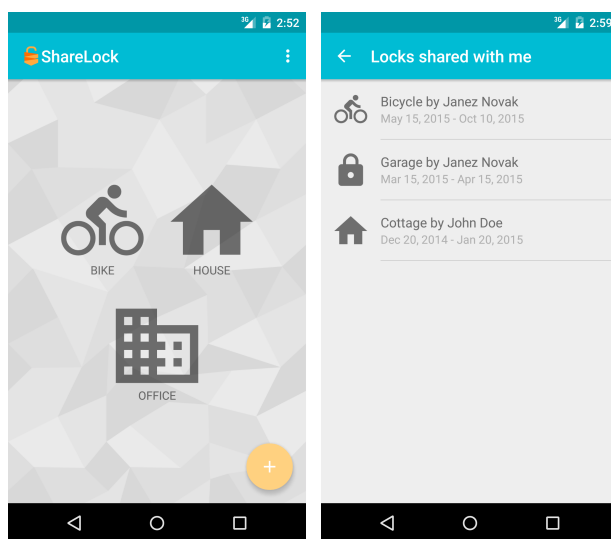 3G 2:52
ShareLock
BIKE
HOUSE
OFFICE
+
3G 2:59
Locks shared with me
Bicycle by Janez Novak
May 15, 2015 - Oct 10, 2015
Garage by Janez Novak
Mar 15, 2015 - Apr 15, 2015
Cottage by John Doe
Dec 20, 2014 - Jan 20, 2015